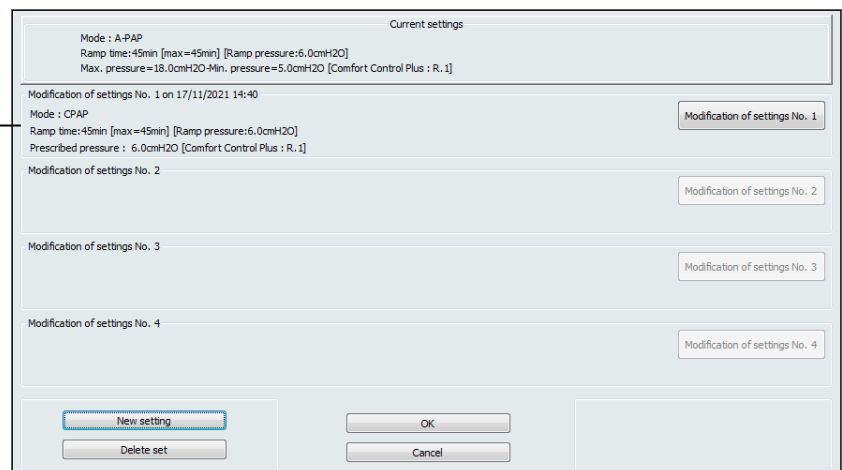 Current settings
Mode : A-PAP
Ramp time:45min [max=45min] [Ramp pressure:6.0cmH2O]
Max. pressure=18.0cmH2O-Min. pressure=5.0cmH2O [Comfort Control Plus : R.1]
Modification of settings No. 1 on 17/11/2021 14:40
Mode : CPAP
Ramp time:45min [max=45min] [Ramp pressure:6.0cmH2O]
Prescribed pressure : 6.0cmH2O [Comfort Control Plus : R.1]
Modification of settings No. 1
Modification of settings No. 2
Modification of settings No. 2
Modification of settings No. 3
Modification of settings No. 3
Modification of settings No. 4
Modification of settings No. 4
New setting
OK
Delete set
Cancel